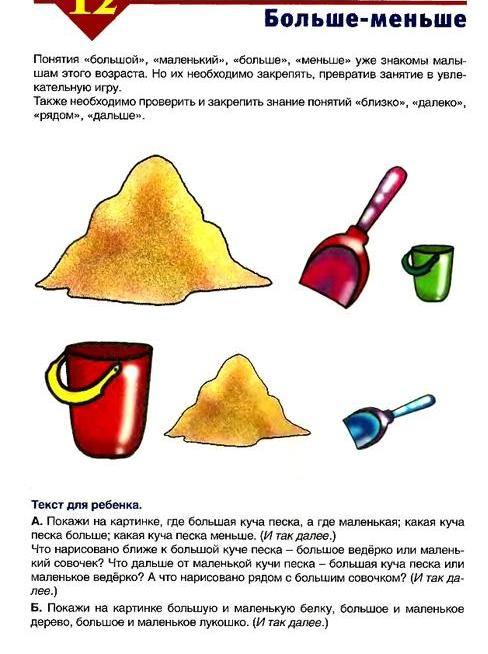 12
Больше-меньше
Понятия «большой», «маленький», «больше», «меньше» уже знакомы малы-
шам этого возраста. Но их необходимо закреплять, превратив занятие в увле-
кательную игру.
Также необходимо проверить и закрепить знание понятий «близко», «далеко»,
«рядом», «дальше».
Текст для ребенка.
А. Покажи на картинке, где большая куча песка, а где маленькая; какая куча
песка больше; какая куча песка меньше. (И так далее.)
Что нарисовано ближе к большой куче песка – большое ведёрко или малень-
кий совочек? Что дальше от маленькой кучи песка – большая куча песка или
маленькое ведёрко? А что нарисовано рядом с большим совочком? (И так да-
лее.)
Б. Покажи на картинке большую и маленькую белку, большое и маленькое
дерево, большое и маленькое лукошко. (И так далее.)